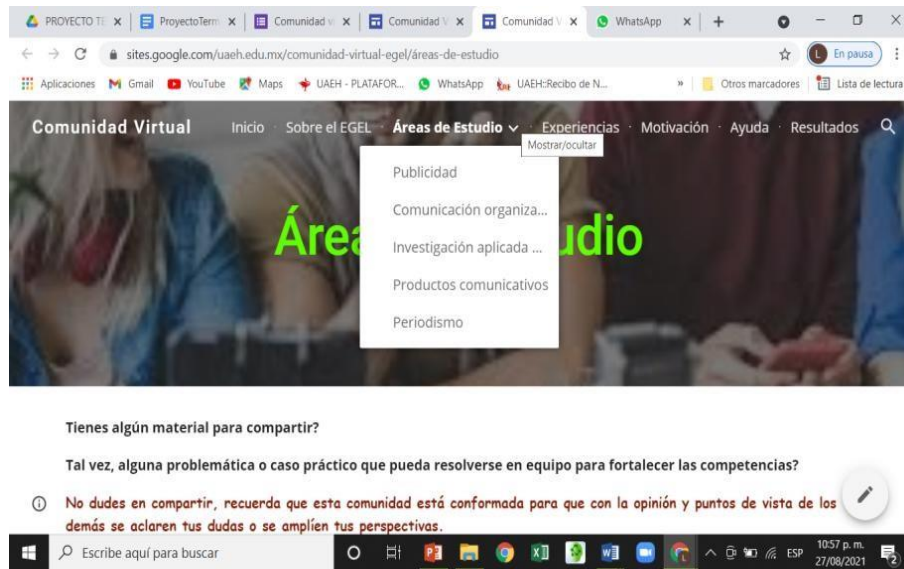 PROYECTO TE
ProyectoTerm
Comunidad vi
Comunidad V
Comunidad V
WhatsApp
sites.google.com/uaeh.edu.mx/comunidad-virtual-egel/áreas-de-estudio
L En pausa
Aplicaciones Gmail YouTube Maps UAEH - PLATAFOR... WhatsApp UAEH::Recibo de N... » Otros marcadores Lista de lectura
Comunidad Virtual Inicio · Sobre el EGEL · Áreas de Estudio · Experiencias · Motivación · Ayuda · Resultados
Mostrar/ocultar
Publicidad
Comunicación organiza...
Investigación aplicada ...
Productos comunicativos
Periodismo
Áre udio
Tienes algún material para compartir?
Tal vez, alguna problemática o caso práctico que pueda resolverse en equipo para fortalecer las competencias?
No dudes en compartir, recuerda que esta comunidad está conformada para que con la opinión y puntos de vista de los
demás se aclaren tus dudas o se amplíen tus perspectivas.
Escribe aquí para buscar
ESP
10:57 p. m.
27/08/2021
2